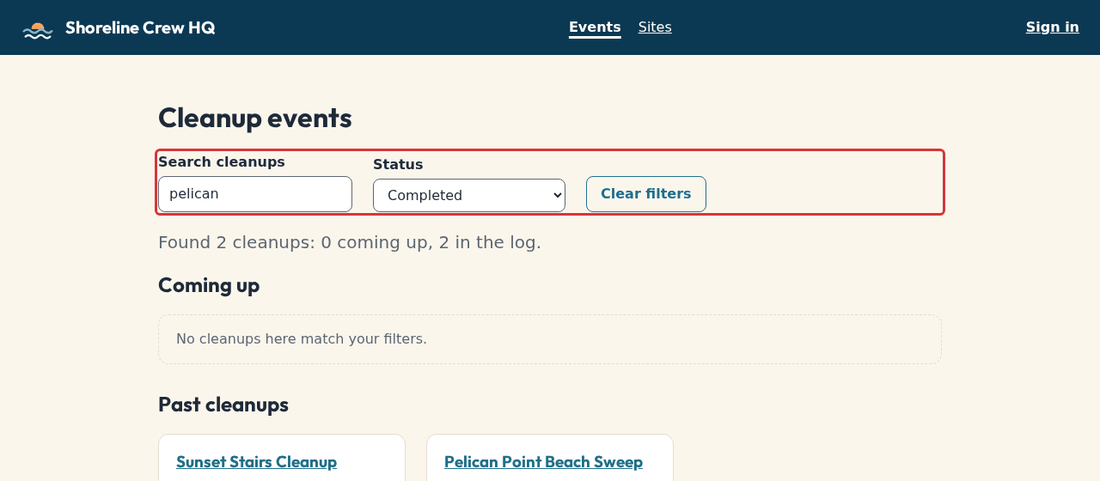 Shoreline Crew HQ
Events
Sites
Sign in
Cleanup events
Search cleanups
Status
pelican
Completed
Clear filters
Found 2 cleanups: 0 coming up, 2 in the log.
Coming up
No cleanups here match your filters.
Past cleanups
Sunset Stairs Cleanup
Pelican Point Beach Sweep